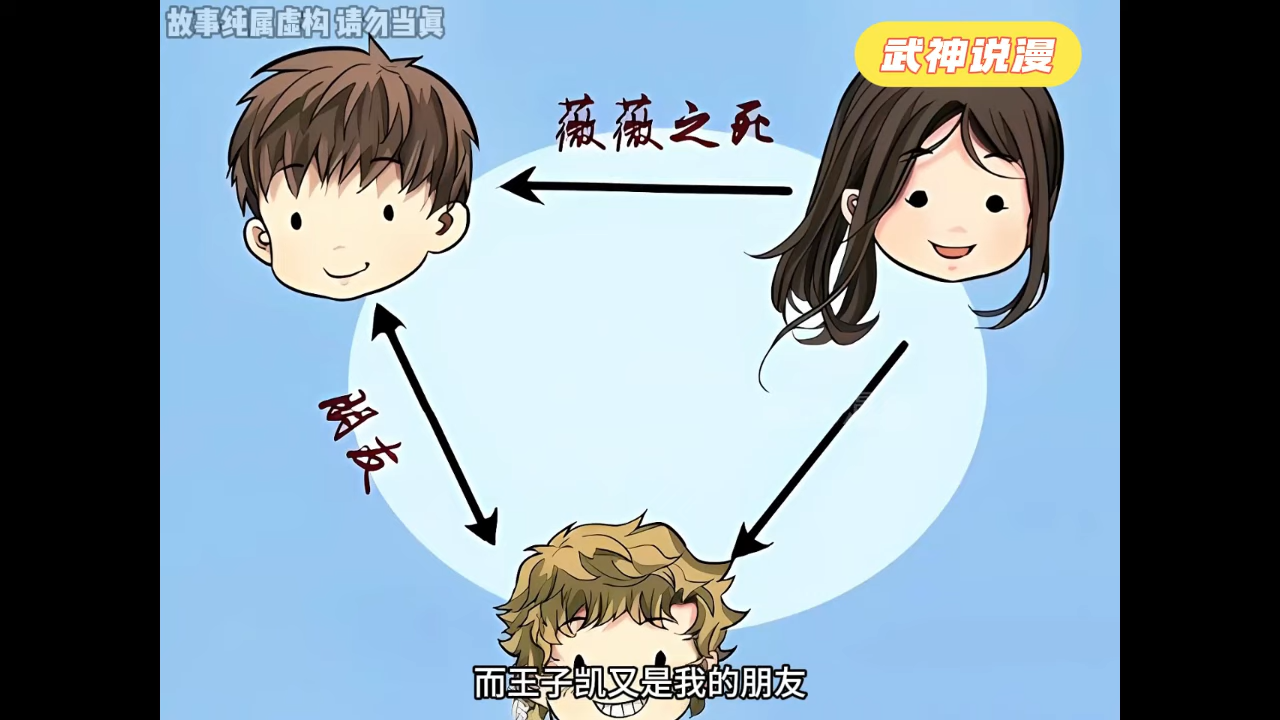 故事纯属虚构 请勿当真
武神说漫
薇薇之死
朋友
而王子凯又是我的朋友